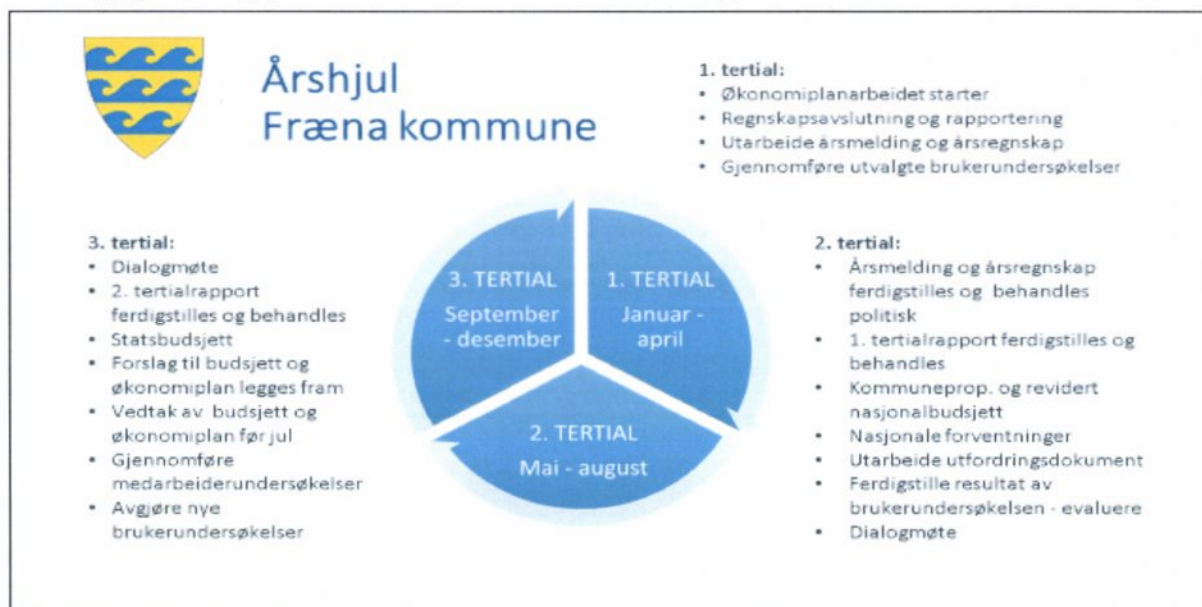 Årshjul
Fræna kommune
1. tertial:
• Økonomiplanarbeidet starter
• Regnskapsavslutning og rapportering
• Utarbeide årsmelding og årsregnskap
• Gjennomføre utvalgte brukerundersøkelser
3. tertial:
• Dialogmøte
• 2. tertialrapport
ferdigstilles og behandles
• Statsbudsjett
• Forslag til budsjett og
økonomiplan legges fram
• Vedtak av budsjett og
økonomiplan før jul
• Gjennomføre
medarbeiderundersøkelser
• Avgjøre nye
brukerundersøkelser
3. TERTIAL
September
- desember
1. TERTIAL
Januar -
april
2. TERTIAL
Mai - august
2. tertial:
• Årsmelding og årsregnskap
ferdigstilles og behandles
politisk
• 1. tertialrapport ferdigstilles og
behandles
• Kommuneprop. og revidert
nasjonalbudsjett
• Nasjonale forventninger
• Utarbeide utfordringsdokument
• Ferdigstille resultat av
brukerundersøkelsen - evaluere
• Dialogmøte